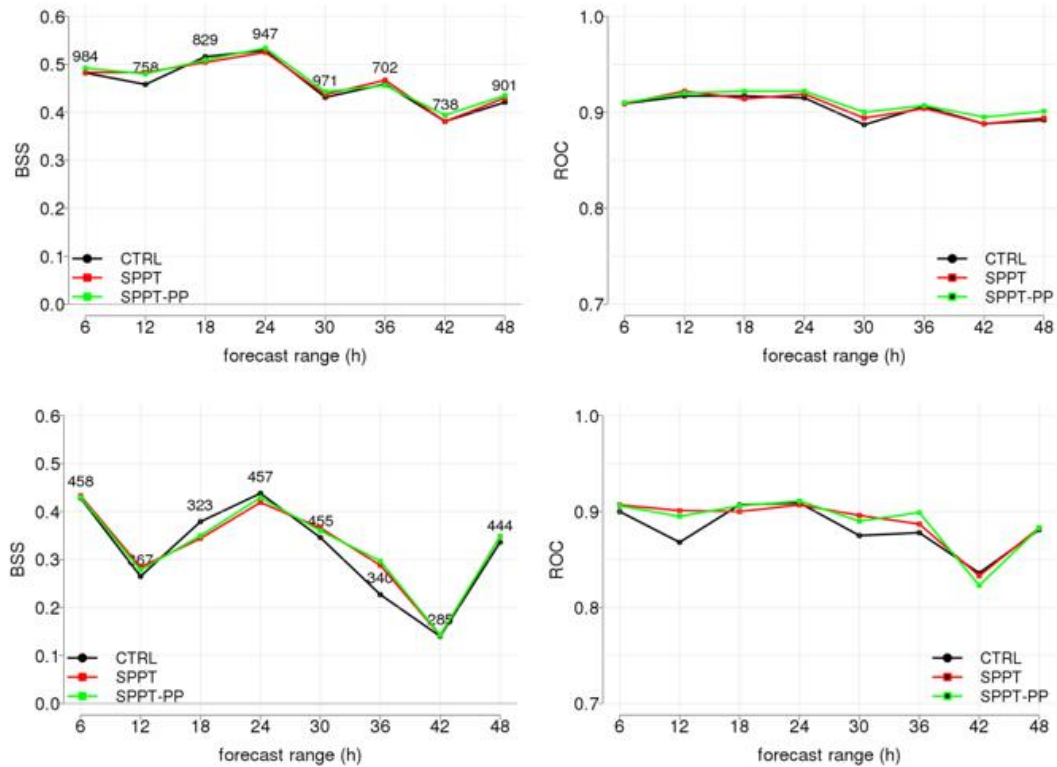 0.6
0.5
0.4
0.3
0.2
0.1
0.0
BSS
984
758
829
947
971
702
738
901
CTRL
SPPT
SPPT-PP
6 12 18 24 30 36 42 48
forecast range (h)
1.0
0.9
0.8
0.7
ROC
CTRL
SPPT
SPPT-PP
6 12 18 24 30 36 42 48
forecast range (h)
0.6
0.5
0.4
0.3
0.2
0.1
0.0
BSS
458
323
457
455
340
285
444
CTRL
SPPT
SPPT-PP
6 12 18 24 30 36 42 48
forecast range (h)
1.0
0.9
0.8
0.7
ROC
CTRL
SPPT
SPPT-PP
6 12 18 24 30 36 42 48
forecast range (h)